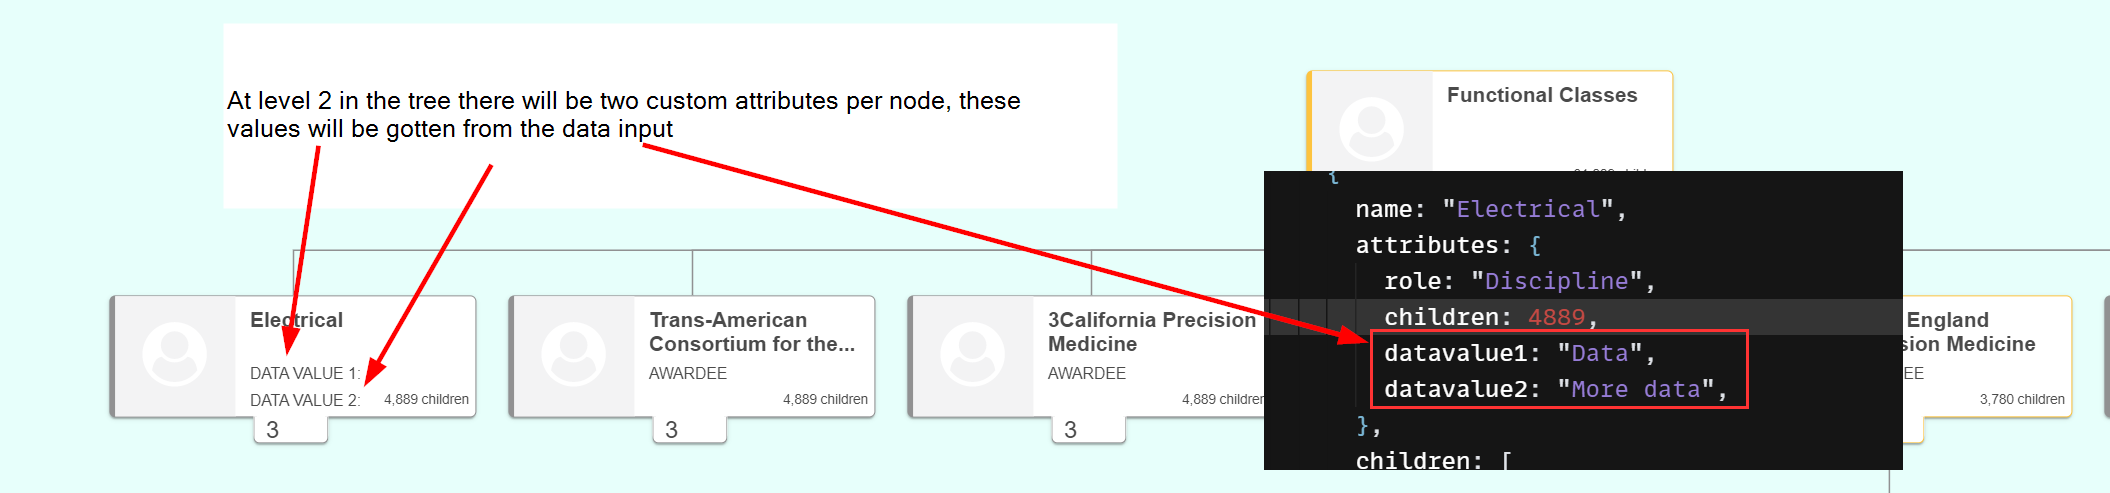 At level 2 in the tree there will be two custom attributes per node, these
values will be gotten from the data input
Functional Classes
{
name: "Electrical",
attributes: {
role: "Discipline",
children: 4889,
datavalue1: "Data",
datavalue2: "More data",
},
children: [
Electrical
DATA VALUE 1:
DATA VALUE 2:
4,889 children
3
Trans-American
Consortium for the...
AWARDEE
4,889 children
3
3California Precision
Medicine
AWARDEE
4,889 children
3
England
Medicine
3,780 children